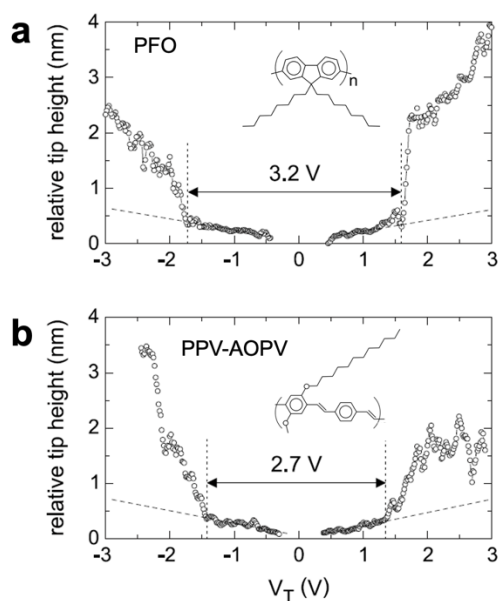 a
PFO
n
3.2 V
relative tip height (nm)
4
3
2
1
0
-3 -2 -1 0 1 2 3
b
PPV-AOPV
2.7 V
relative tip height (nm)
4
3
2
1
0
-3 -2 -1 0 1 2 3
V_T (V)